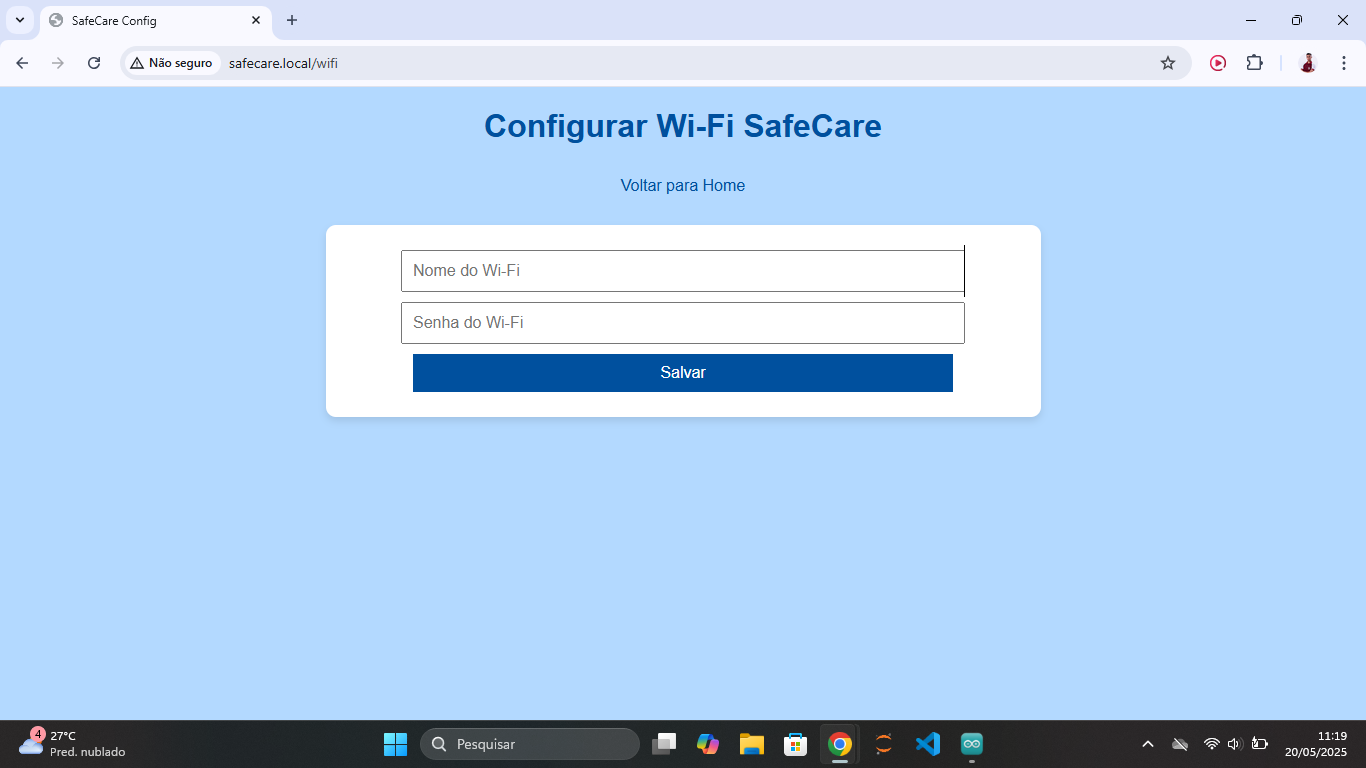 SafeCare Config
Não seguro
safecare.local/wifi
Configurar Wi-Fi SafeCare
Voltar para Home
Nome do Wi-Fi
Senha do Wi-Fi
Salvar
4
27°C
Pred. nublado
Pesquisar
11:19
20/05/2025